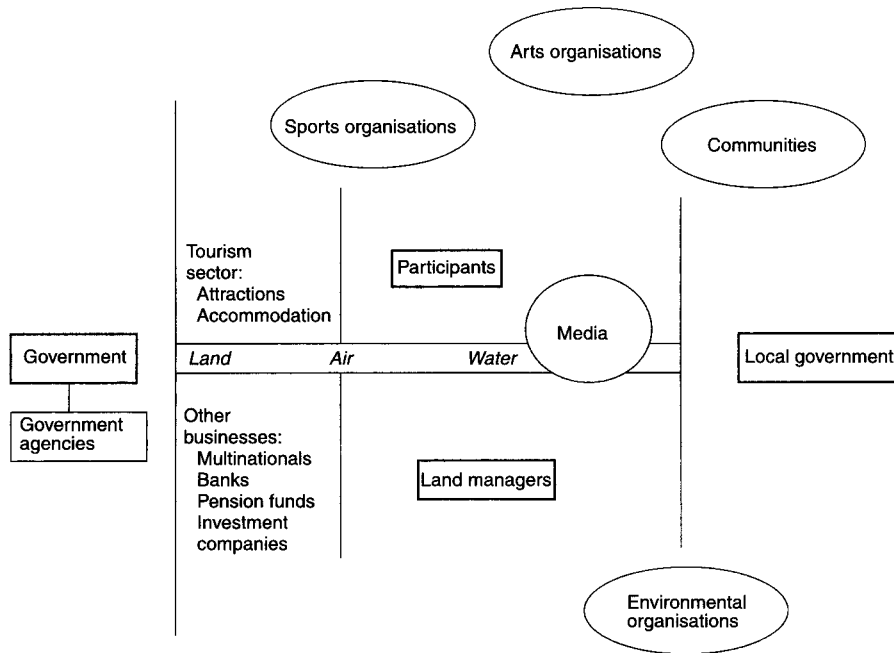 Arts organisations
Sports organisations
Communities
Tourism
sector:
Attractions
Accommodation
Participants
Media
Government
Land
Air
Water
Local government
Government
agencies
Other
businesses:
Multinationals
Banks
Pension funds
Investment
companies
Land managers
Environmental
organisations